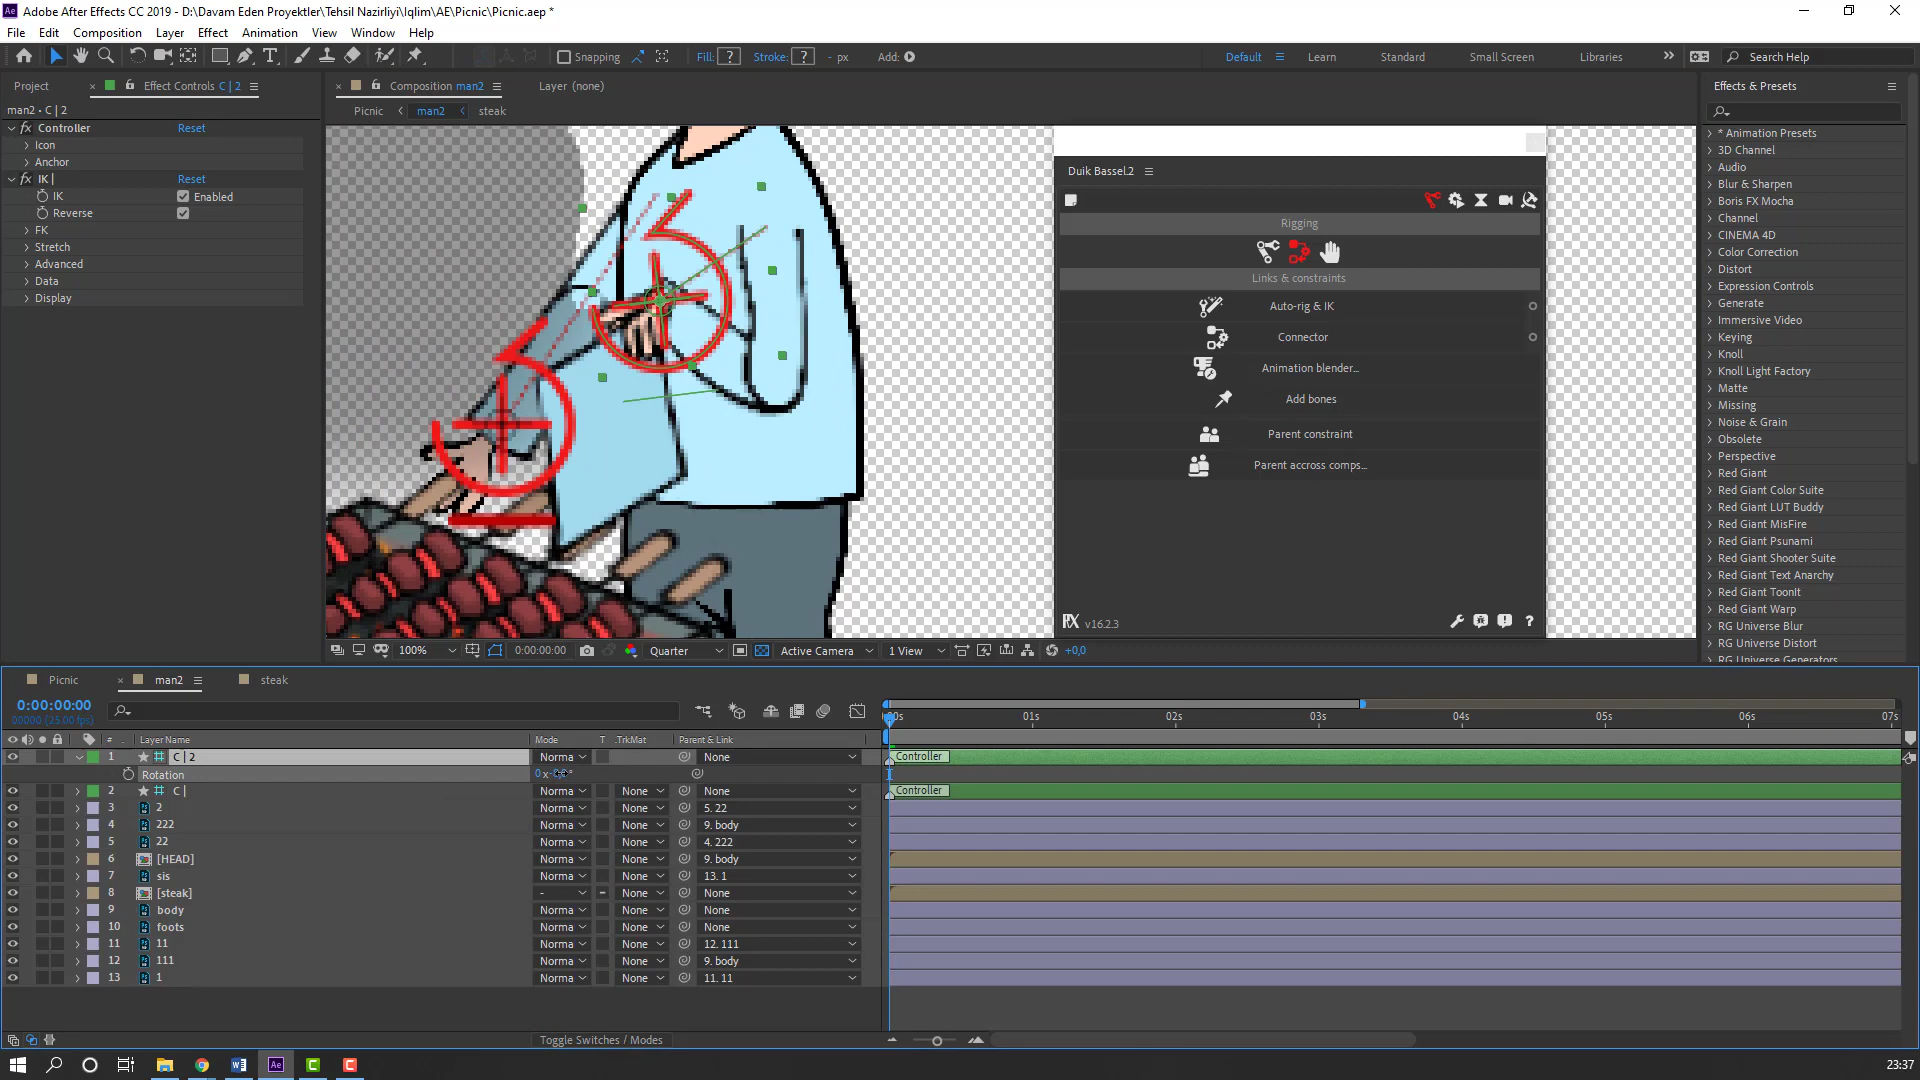 Adobe After Effects CC 2019 - D:\Davam Eden Proyektler\Tehsil Nazirliyi\Iqlim\AE\Picnic\Picnic.aep *
File Edit Composition Layer Effect Animation View Window Help
Snapping Fill: ? Stroke: ? - px Add: Default Learn Standard Small Screen Libraries Search Help
Project Effect Controls C | 2
man2 • C | 2
fx Controller Reset
Icon
Anchor
fx IK | Reset
IK Enabled
Reverse
FK
Stretch
Advanced
Data
Display
Composition man2 Layer (none)
Picnic man2 steak
Duik Bassel.2
Rigging
Links & constraints
Auto-rig & IK
Connector
Animation blender...
Add bones
Parent constraint
Parent accross comps...
v16.2.3
100% 0:00:00:00 Quarter Active Camera 1 View +0,0
Effects & Presets
* Animation Presets
3D Channel
Audio
Blur & Sharpen
Boris FX Mocha
Channel
CINEMA 4D
Color Correction
Distort
Expression Controls
Generate
Immersive Video
Keying
Knoll
Knoll Light Factory
Matte
Missing
Noise & Grain
Obsolete
Perspective
Red Giant
Red Giant Color Suite
Red Giant LUT Buddy
Red Giant MisFire
Red Giant Psunami
Red Giant Shooter Suite
Red Giant Text Anarchy
Red Giant ToonIt
Red Giant Warp
RG Universe Blur
RG Universe Distort
RG Universe Generators
Picnic man2 steak
0:00:00:00
00000 (25.00 fps)
# Layer Name Mode T .TrkMat Parent & Link
00s 01s 02s 03s 04s 05s 06s 07s
1 C | 2 Norma None Controller
Rotation 0 x
2 C | Norma None None Controller
3 2 Norma None 5. 22
4 222 Norma None 9. body
5 22 Norma None 4. 222
6 [HEAD] Norma None 9. body
7 sis Norma None 13. 1
8 [steak] - None None
9 body Norma None None
10 foots Norma None None
11 11 Norma None 12. 111
12 111 Norma None 9. body
13 1 Norma None 11. 11
Toggle Switches / Modes
23:37